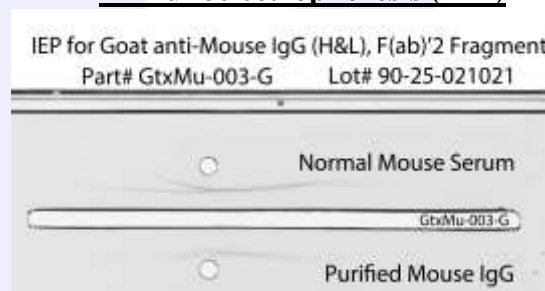 IEP for Goat anti-Mouse IgG (H&L), F(ab)'2 Fragment
Part# GtxMu-003-G Lot# 90-25-021021
Normal Mouse Serum
GtxMu-003-G
Purified Mouse IgG